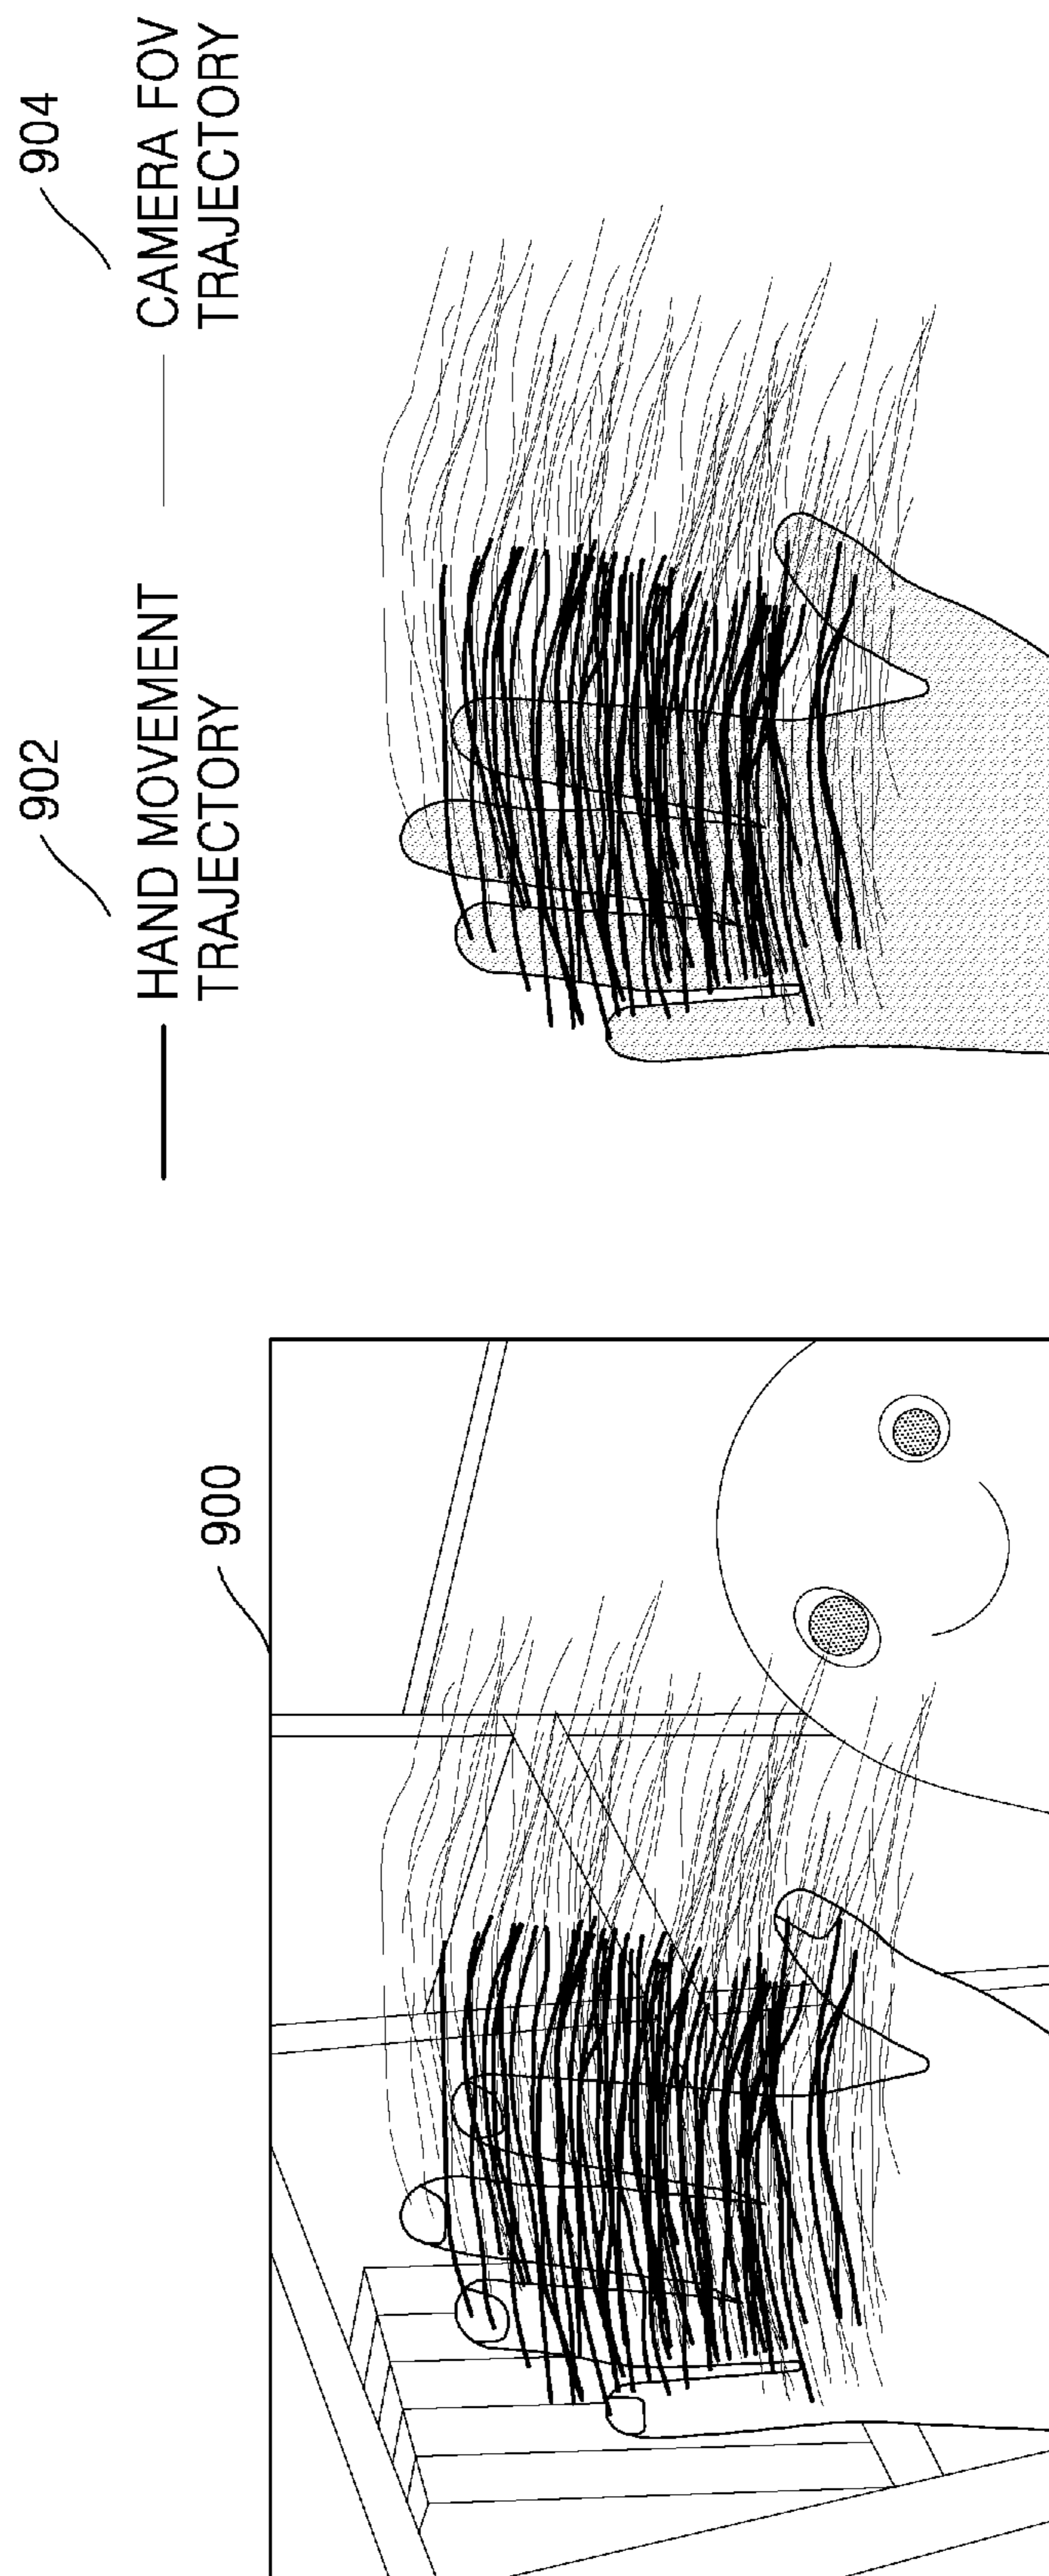 900
902
HAND MOVEMENT
TRAJECTORY
904
CAMERA FOV
TRAJECTORY